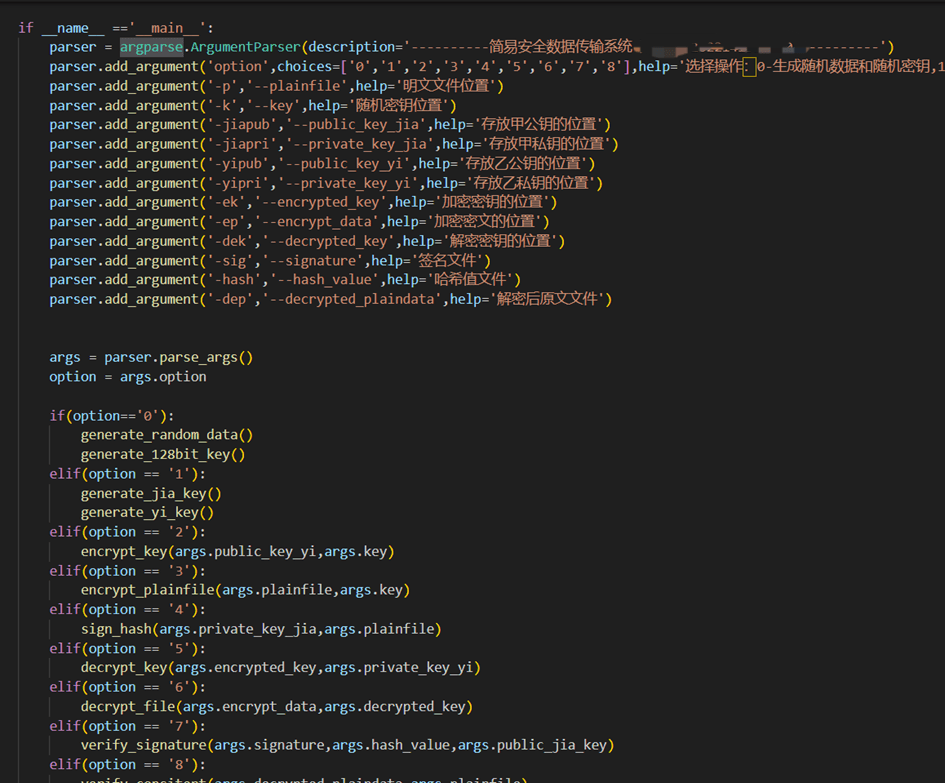 if __name__ =='__main__':
parser = argparse.ArgumentParser(description='----------简易安全数据传输系统 ---------')
parser.add_argument('option',choices=['0','1','2','3','4','5','6','7','8'],help='选择操作：0-生成随机数据和随机密钥,1
parser.add_argument('-p','--plainfile',help='明文文件位置')
parser.add_argument('-k','--key',help='随机密钥位置')
parser.add_argument('-jiapub','--public_key_jia',help='存放甲公钥的位置')
parser.add_argument('-jiapri','--private_key_jia',help='存放甲私钥的位置')
parser.add_argument('-yipub','--public_key_yi',help='存放乙公钥的位置')
parser.add_argument('-yipri','--private_key_yi',help='存放乙私钥的位置')
parser.add_argument('-ek','--encrypted_key',help='加密密钥的位置')
parser.add_argument('-ep','--encrypt_data',help='加密密文的位置')
parser.add_argument('-dek','--decrypted_key',help='解密密钥的位置')
parser.add_argument('-sig','--signature',help='签名文件')
parser.add_argument('-hash','--hash_value',help='哈希值文件')
parser.add_argument('-dep','--decrypted_plaindata',help='解密后原文文件')
args = parser.parse_args()
option = args.option
if(option=='0'):
generate_random_data()
generate_128bit_key()
elif(option == '1'):
generate_jia_key()
generate_yi_key()
elif(option == '2'):
encrypt_key(args.public_key_yi,args.key)
elif(option == '3'):
encrypt_plainfile(args.plainfile,args.key)
elif(option == '4'):
sign_hash(args.private_key_jia,args.plainfile)
elif(option == '5'):
decrypt_key(args.encrypted_key,args.private_key_yi)
elif(option == '6'):
decrypt_file(args.encrypt_data,args.decrypted_key)
elif(option == '7'):
verify_signature(args.signature,args.hash_value,args.public_jia_key)
elif(option == '8'):
verify_consitent(args.decrypted_plaindata,args.plainfile)